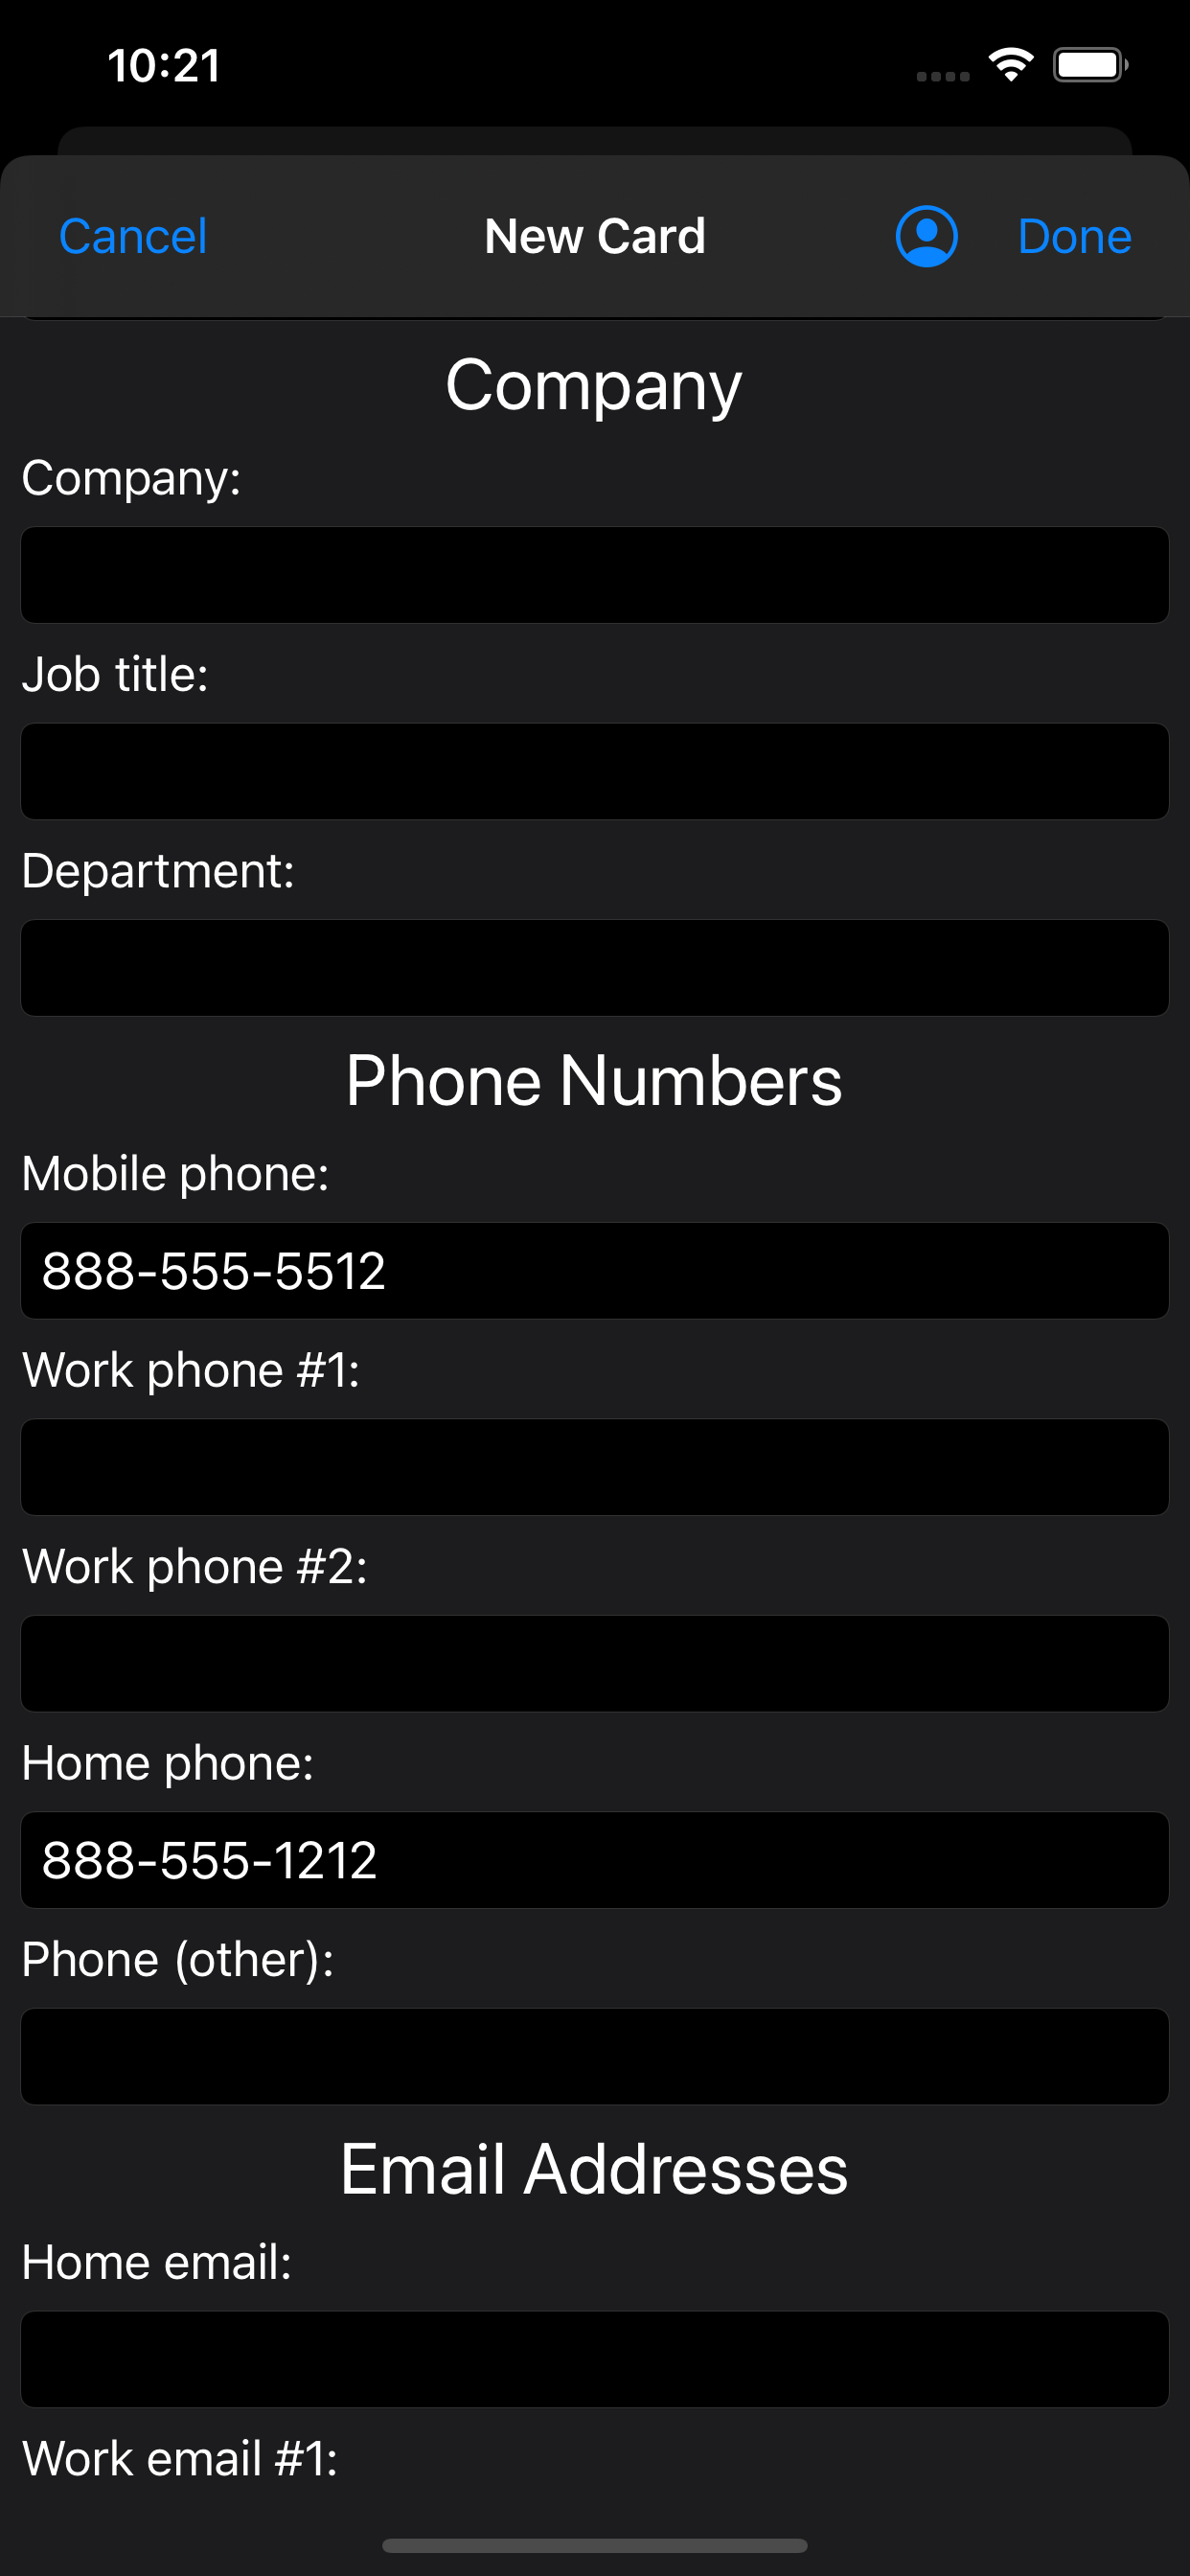 10:21
Cancel New Card Done
Company
Company:
Job title:
Department:
Phone Numbers
Mobile phone:
888-555-5512
Work phone #1:
Work phone #2:
Home phone:
888-555-1212
Phone (other):
Email Addresses
Home email:
Work email #1: